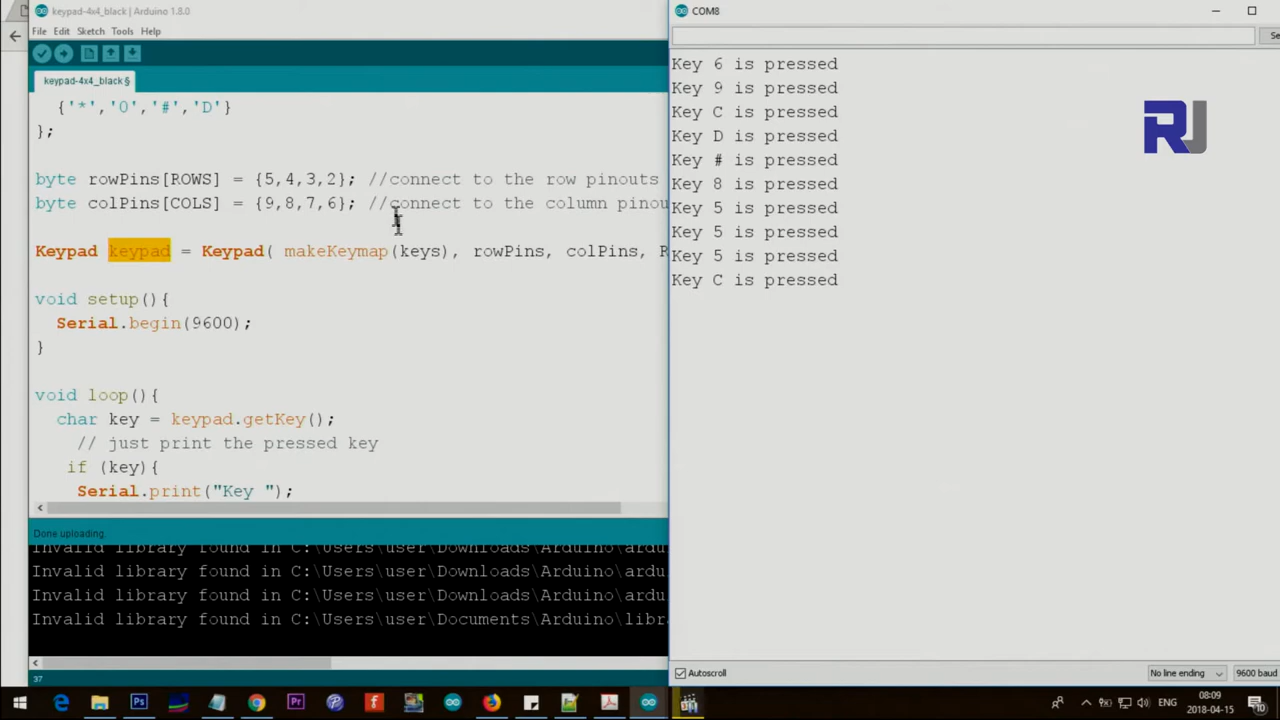 keypad-4x4_black | Arduino 1.8.0
File Edit Sketch Tools Help
keypad-4x4_black §
{'*','0','#','D'}
};
byte rowPins[ROWS] = {5,4,3,2}; //connect to the row pinouts
byte colPins[COLS] = {9,8,7,6}; //connect to the column pinou
Keypad keypad = Keypad( makeKeymap(keys), rowPins, colPins, R
void setup(){
Serial.begin(9600);
}
void loop(){
char key = keypad.getKey();
// just print the pressed key
if (key){
Serial.print("Key ");
Done uploading.
Invalid library found in C:\Users\user\Downloads\Arduino\ardu
Invalid library found in C:\Users\user\Downloads\Arduino\ardu
Invalid library found in C:\Users\user\Downloads\Arduino\ardu
Invalid library found in C:\Users\user\Documents\Arduino\libr
37
COM8
Se
Key 6 is pressed
Key 9 is pressed
Key C is pressed
Key D is pressed
Key # is pressed
Key 8 is pressed
Key 5 is pressed
Key 5 is pressed
Key 5 is pressed
Key C is pressed
RJ
Autoscroll
No line ending
9600 baud
ENG
08:09
2018-04-15
10